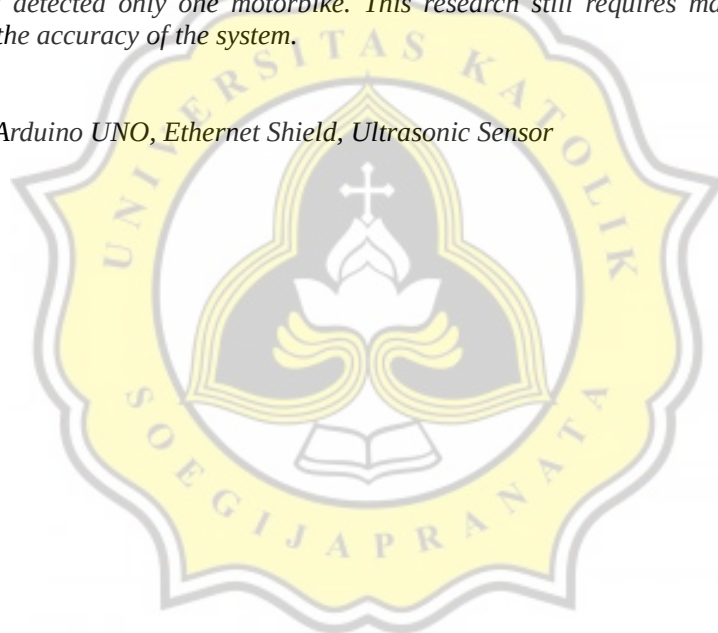 detected only one motorbike. This research still requires
the accuracy of the system.
Arduino UNO, Ethernet Shield, Ultrasonic Sensor
UNIVERSITAS KATOLIK
SOEGIJAPRANATA